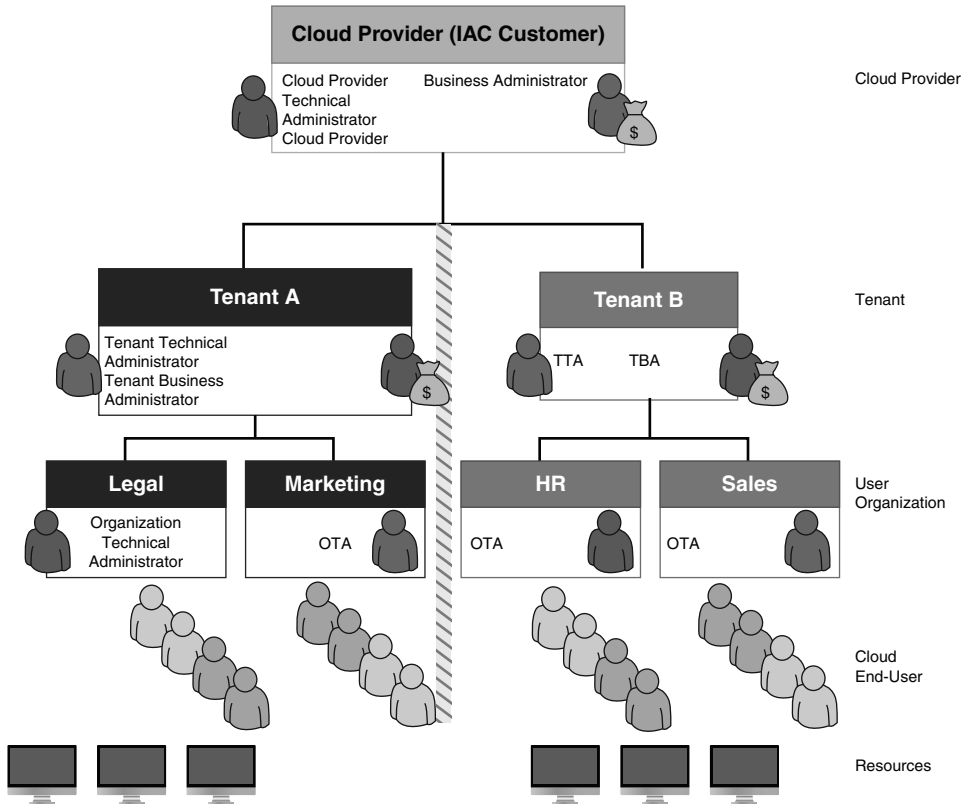 Cloud Provider (IAC Customer)
Cloud Provider
Technical
Administrator
Cloud Provider
Business Administrator
$
Cloud Provider
Tenant A
Tenant Technical
Administrator
Tenant Business
Administrator
$
Tenant B
TTA
TBA
$
Tenant
Legal
Organization
Technical
Administrator
Marketing
OTA
HR
OTA
Sales
OTA
User
Organization
Cloud
End-User
Resources